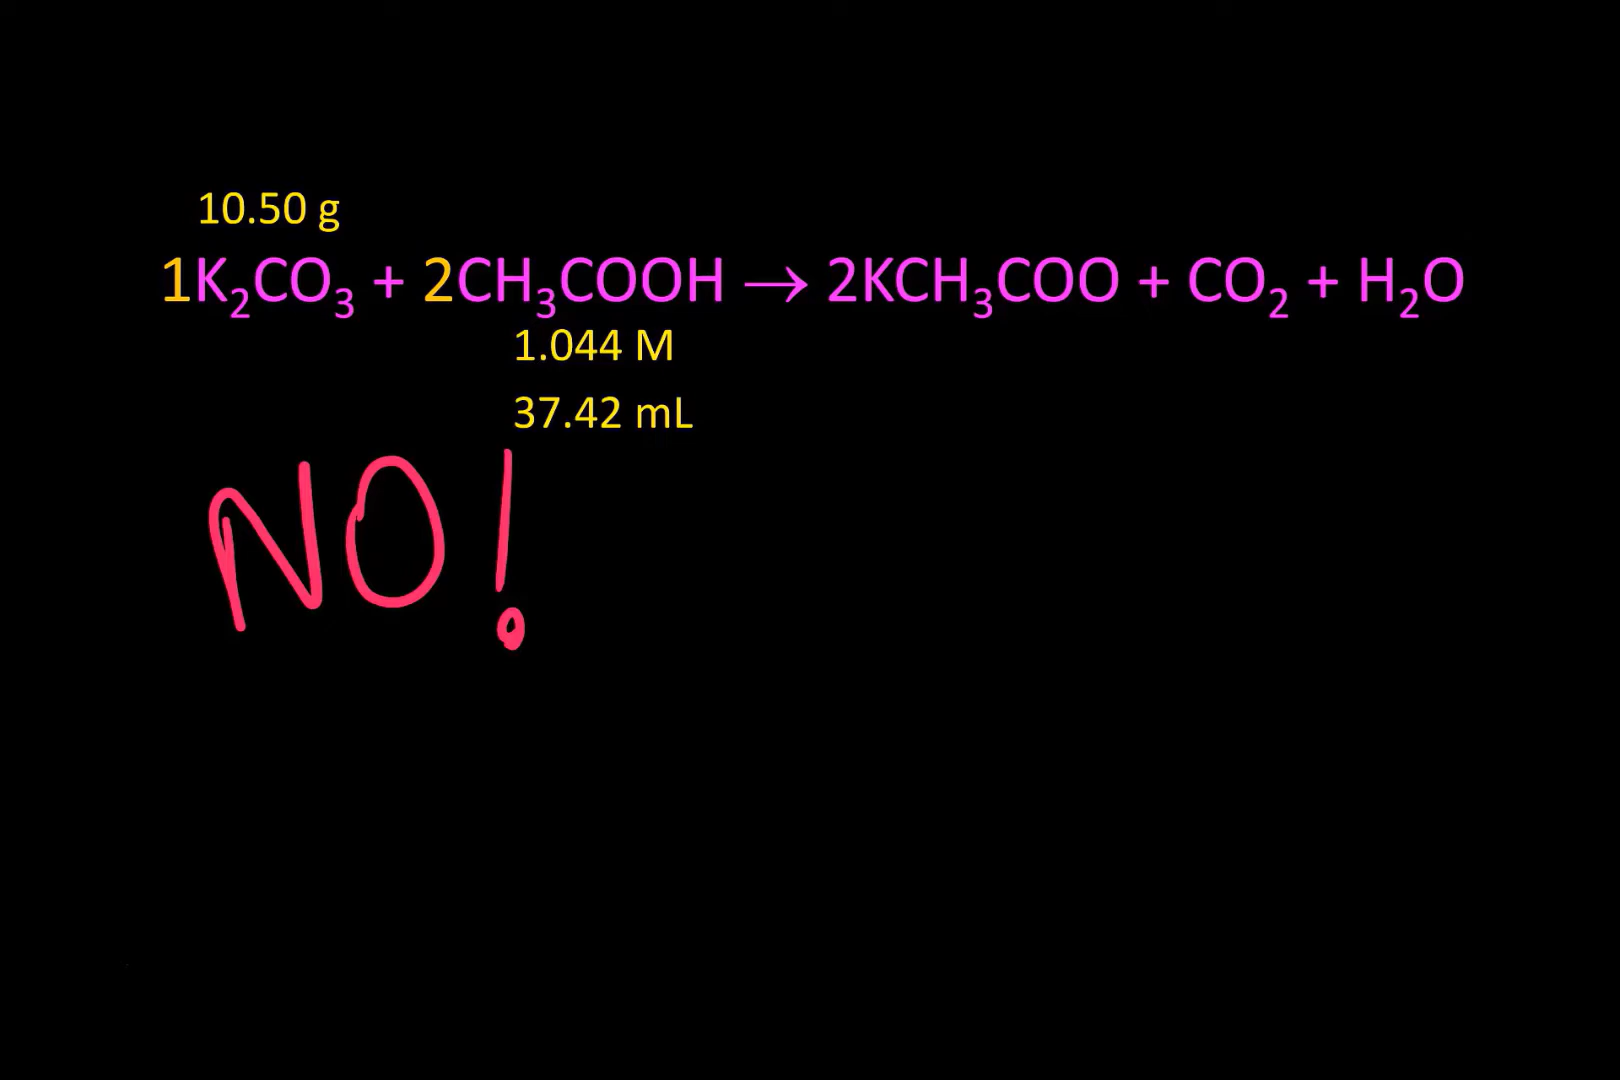 10.50 g
1K₂CO₃ + 2CH₃COOH → 2KCH₃COO + CO₂ + H₂O
1.044 M
37.42 mL
NO!